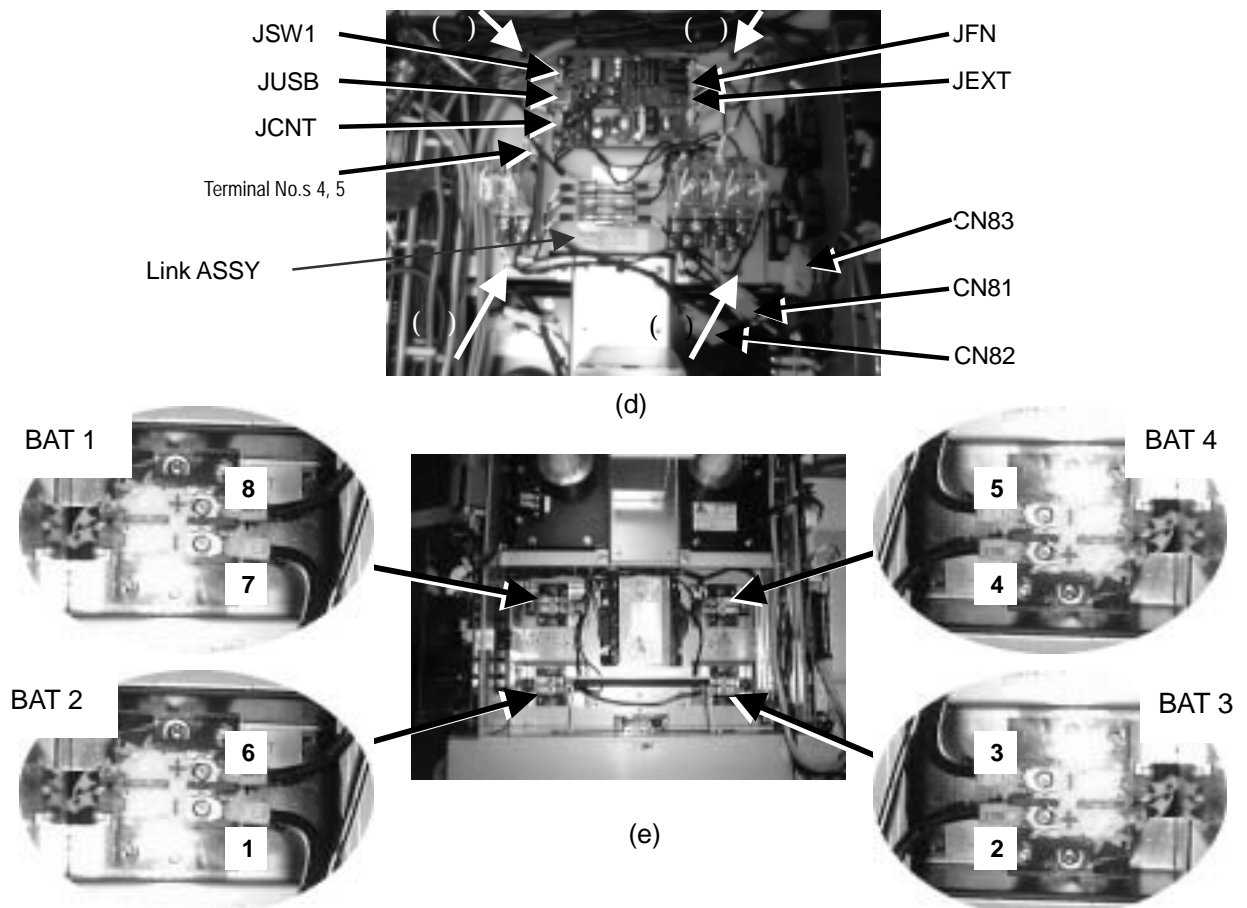 ( )
( )
JSW1
JFN
JUSB
JEXT
JCNT
Terminal No.s 4, 5
CN83
Link ASSY
CN81
( )
( )
CN82
(d)
BAT 1
BAT 4
8
5
+
-
-
+
7
4
BAT 2
BAT 3
6
3
+
-
-
+
1
2
(e)